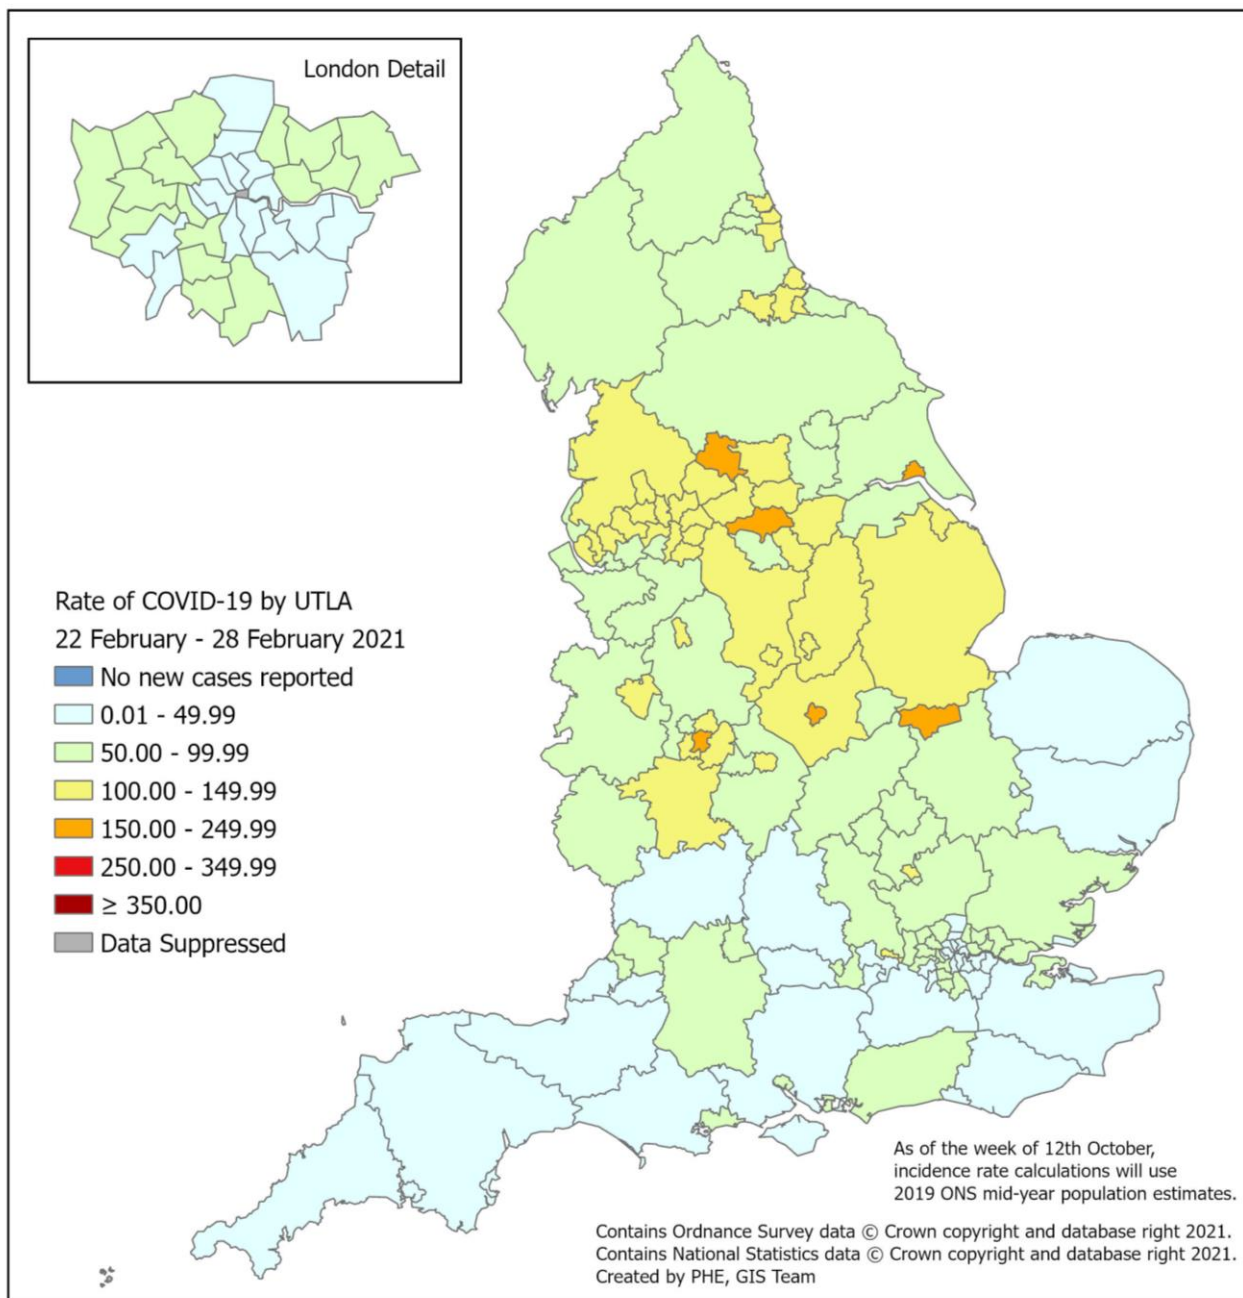 London Detail
Rate of COVID-19 by UTLA
22 February - 28 February 2021
No new cases reported
0.01 - 49.99
50.00 - 99.99
100.00 - 149.99
150.00 - 249.99
250.00 - 349.99
≥ 350.00
Data Suppressed
As of the week of 12th October,
incidence rate calculations will use
2019 ONS mid-year population estimates.
Contains Ordnance Survey data © Crown copyright and database right 2021.
Contains National Statistics data © Crown copyright and database right 2021.
Created by PHE, GIS Team